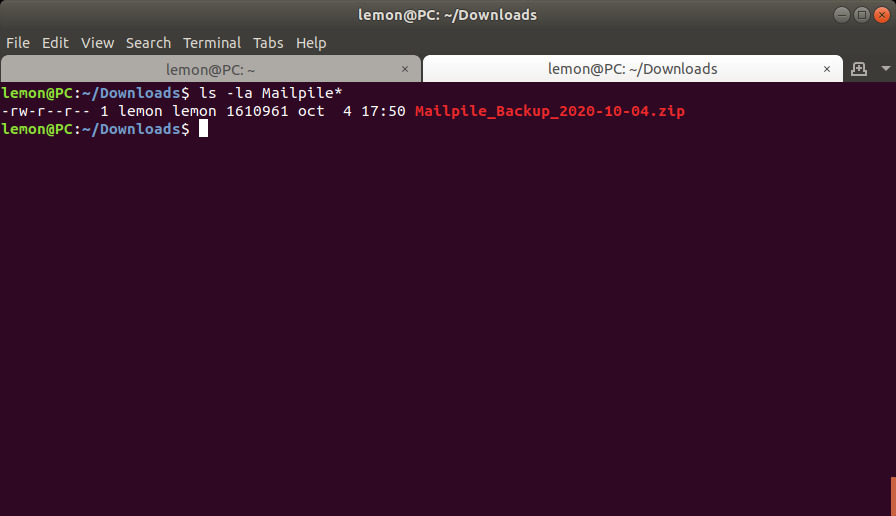 lemon@PC: ~/Downloads
File Edit View Search Terminal Tabs Help
lemon@PC: ~ × lemon@PC: ~/Downloads ×
lemon@PC:~/Downloads$ ls -la Mailpile*
-rw-r--r-- 1 lemon lemon 1610961 oct  4 17:50 Mailpile_Backup_2020-10-04.zip
lemon@PC:~/Downloads$